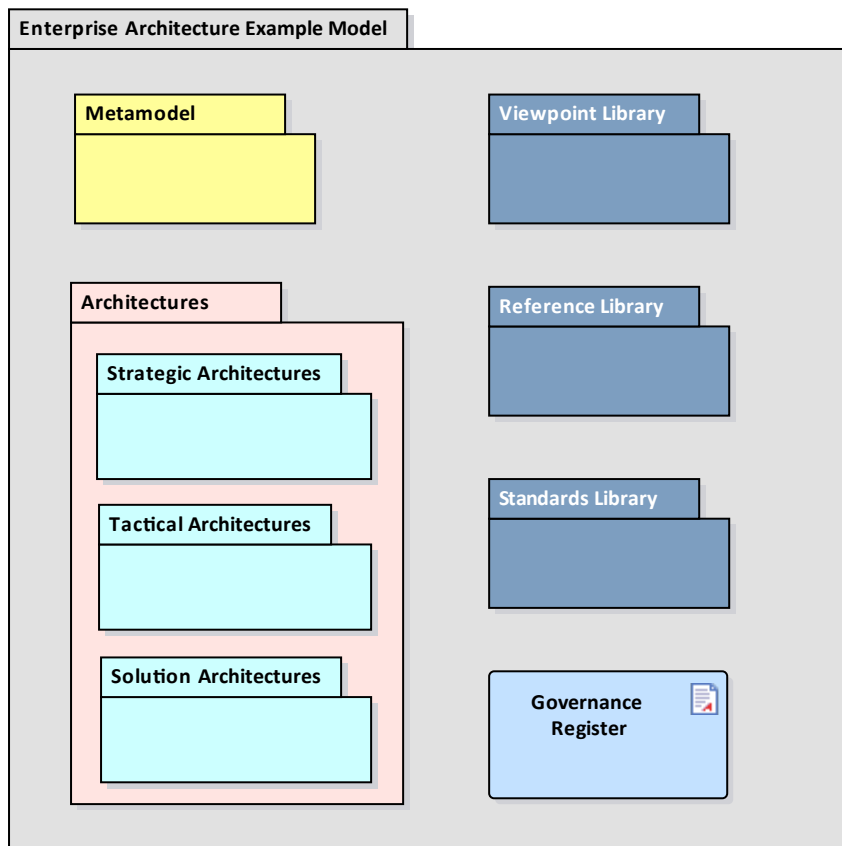 Enterprise Architecture Example Model
Metamodel
Viewpoint Library
Architectures
Reference Library
Strategic Architectures
Tactical Architectures
Standards Library
Solution Architectures
Governance
Register